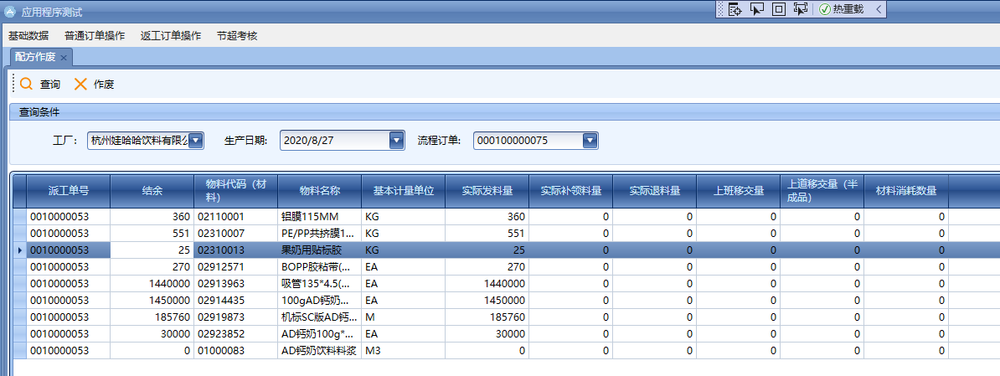 应用程序测试
热重载
基础数据 普通订单操作 返工订单操作 节超考核
配方作废
查询 作废
查询条件
工厂: 杭州娃哈哈饮料有限公 生产日期: 2020/8/27 流程订单: 000100000075
派工单号 结余 物料代码（材料） 物料名称 基本计量单位 实际发料量 实际补领料量 实际退料量 上班移交量 上道移交量（半成品） 材料消耗数量
0010000053 360 02110001 铝膜115MM KG 360 0 0 0 0 0
0010000053 551 02310007 PE/PP共挤膜1... KG 551 0 0 0 0 0
0010000053 25 02310013 果奶用贴标胶 KG 25 0 0 0 0 0
0010000053 270 02912571 BOPP胶粘带(... EA 270 0 0 0 0 0
0010000053 1440000 02913963 吸管135*4.5(... EA 1440000 0 0 0 0 0
0010000053 1450000 02914435 100gAD钙奶... EA 1450000 0 0 0 0 0
0010000053 185760 02919873 机标SC版AD钙... M 185760 0 0 0 0 0
0010000053 30000 02923852 AD钙奶100g*... EA 30000 0 0 0 0 0
0010000053 0 01000083 AD钙奶饮料料浆 M3 0 0 0 0 0 0